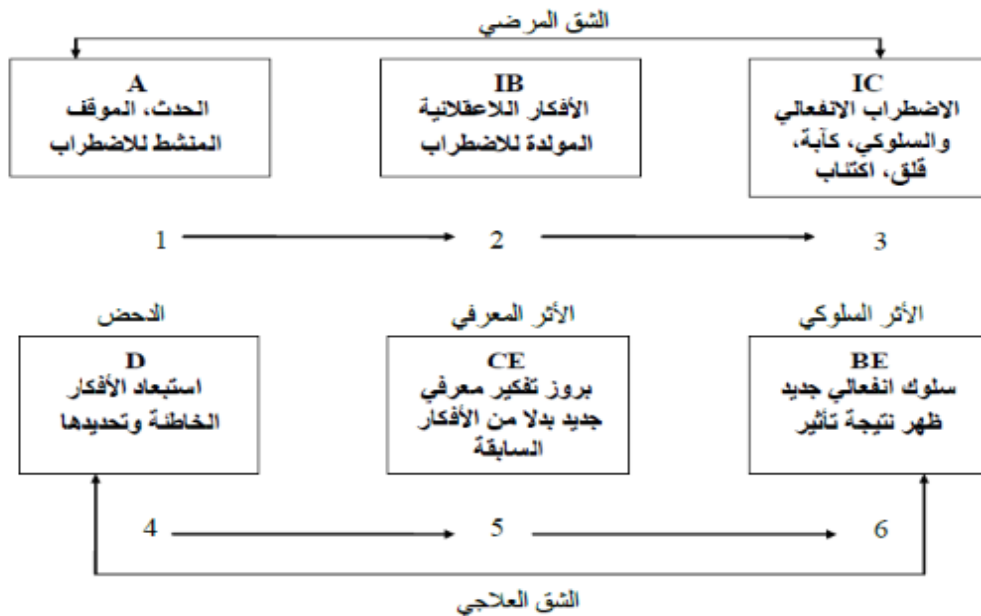 الشق المرضي
A
الحدث، الموقف
المنشط للاضطراب
IB
الأفكار اللاعقلانية
المولدة للاضطراب
IC
الاضطراب الانفعالي
والسلوكي، كآبة،
قلق، اكتئاب
1
2
3
الدحض
D
استبعاد الأفكار
الخاطئة وتحديدها
الأثر المعرفي
CE
بروز تفكير معرفي
جديد بدلا من الأفكار
السابقة
الأثر السلوكي
BE
سلوك انفعالي جديد
ظهر نتيجة تأثير
4
5
6
الشق العلاجي